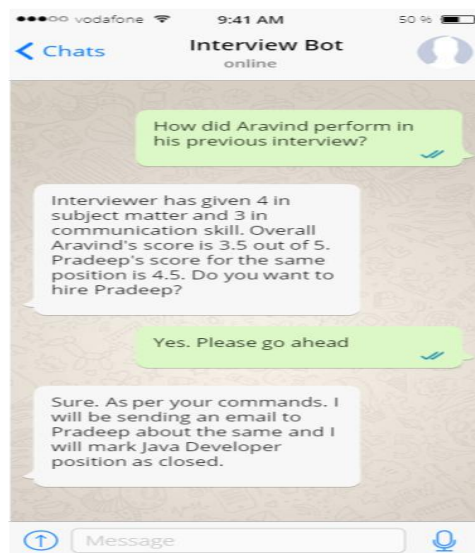 vodafone 9:41 AM 50 %
Chats Interview Bot
online
How did Aravind perform in
his previous interview?
Interviewer has given 4 in
subject matter and 3 in
communication skill. Overall
Aravind's score is 3.5 out of 5.
Pradeep's score for the same
position is 4.5. Do you want to
hire Pradeep?
Yes. Please go ahead
Sure. As per your commands. I
will be sending an email to
Pradeep about the same and I
will mark Java Developer
position as closed.
Message